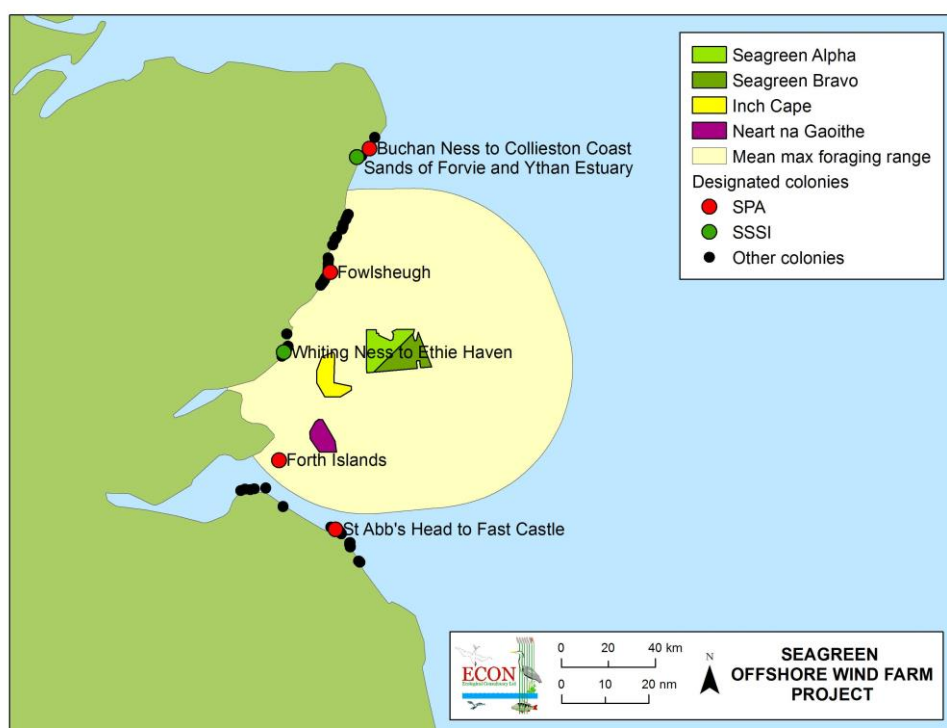 Seagreen Alpha
Seagreen Bravo
Inch Cape
Neart na Gaoithe
Mean max foraging range
Designated colonies
SPA
SSSI
Other colonies
Buchan Ness to Collieston Coast
Sands of Forvie and Ythan Estuary
Fowlsheugh
Whiting Ness to Ethie Haven
Forth Islands
St Abb's Head to Fast Castle
ECON
Ecological Consultancy Ltd
0 20 40 km
0 10 20 nm
N
SEAGREEN
OFFSHORE WIND FARM
PROJECT